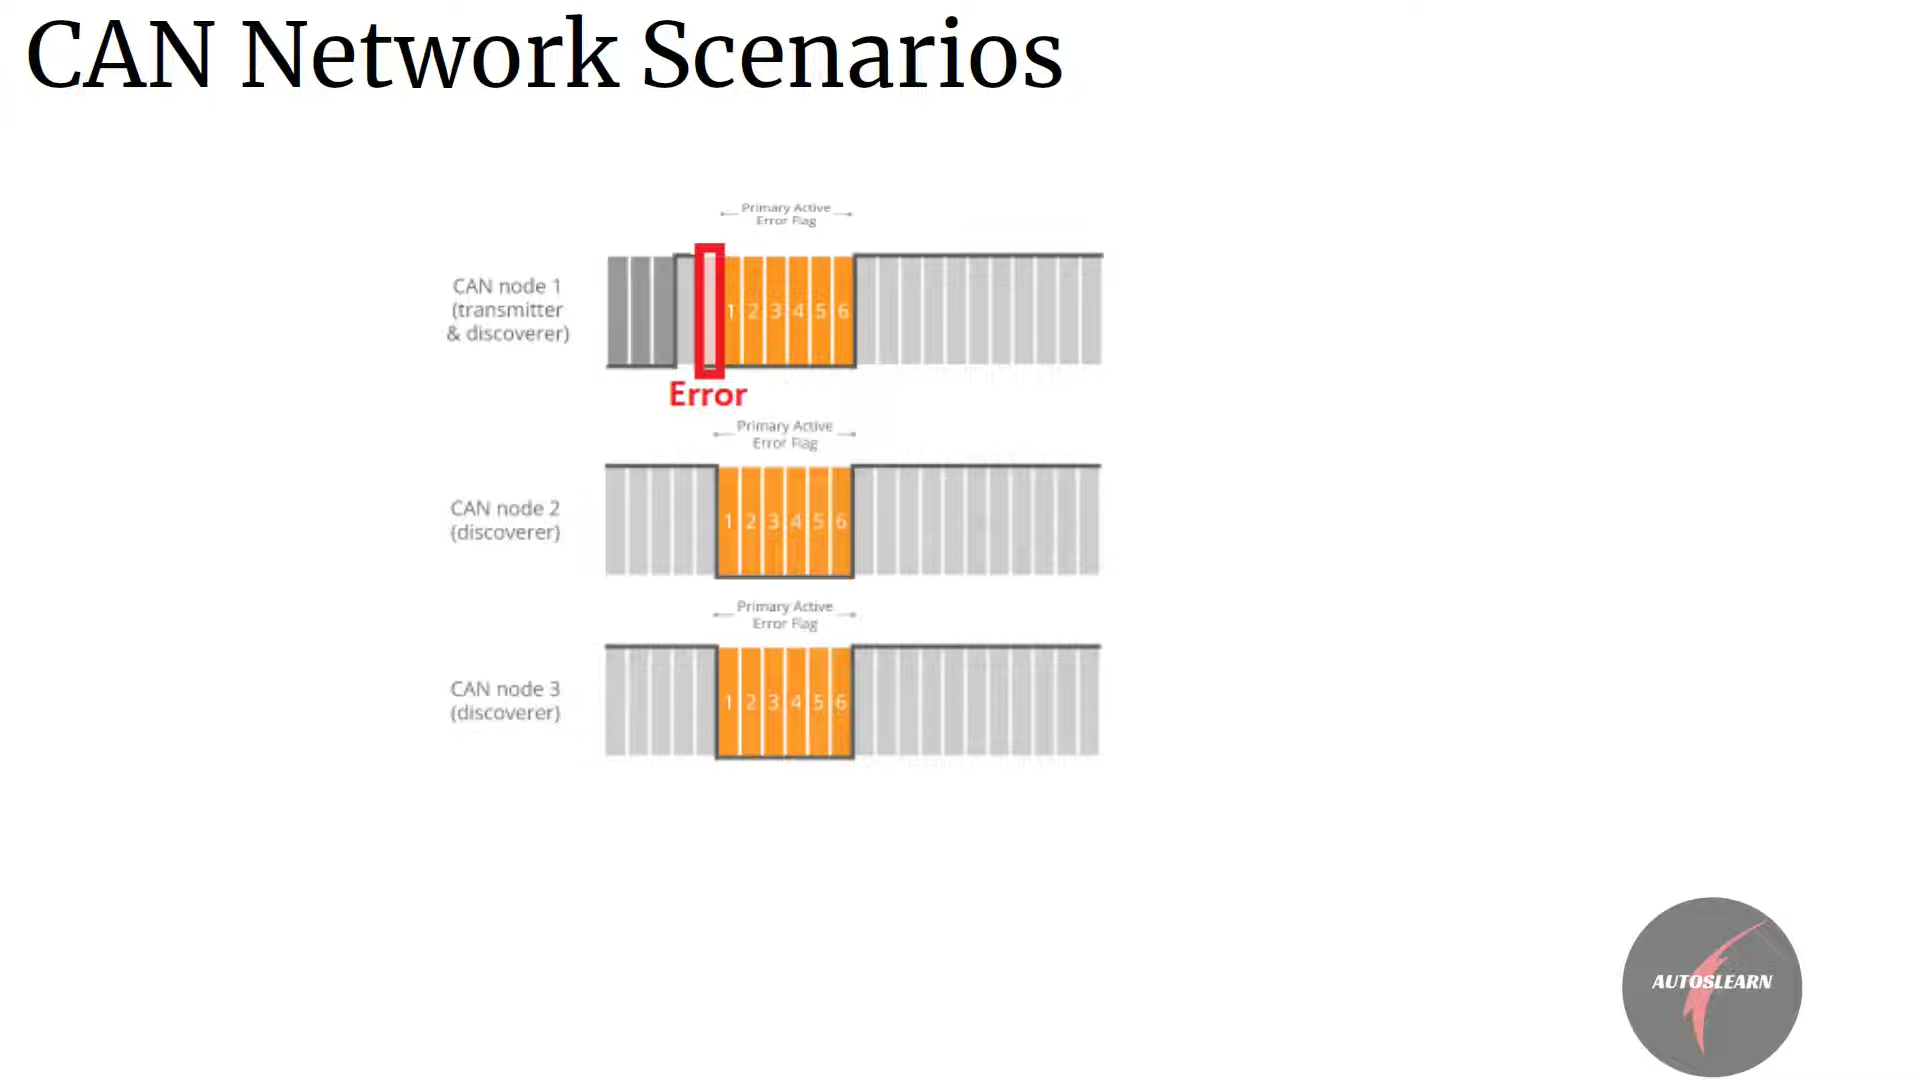 CAN Network Scenarios
Primary Active
Error Flag
CAN node 1
(transmitter
& discoverer)
1 2 3 4 5 6
Error
Primary Active
Error Flag
CAN node 2
(discoverer)
1 2 3 4 5 6
Primary Active
Error Flag
CAN node 3
(discoverer)
1 2 3 4 5 6
AUTOSLEARN